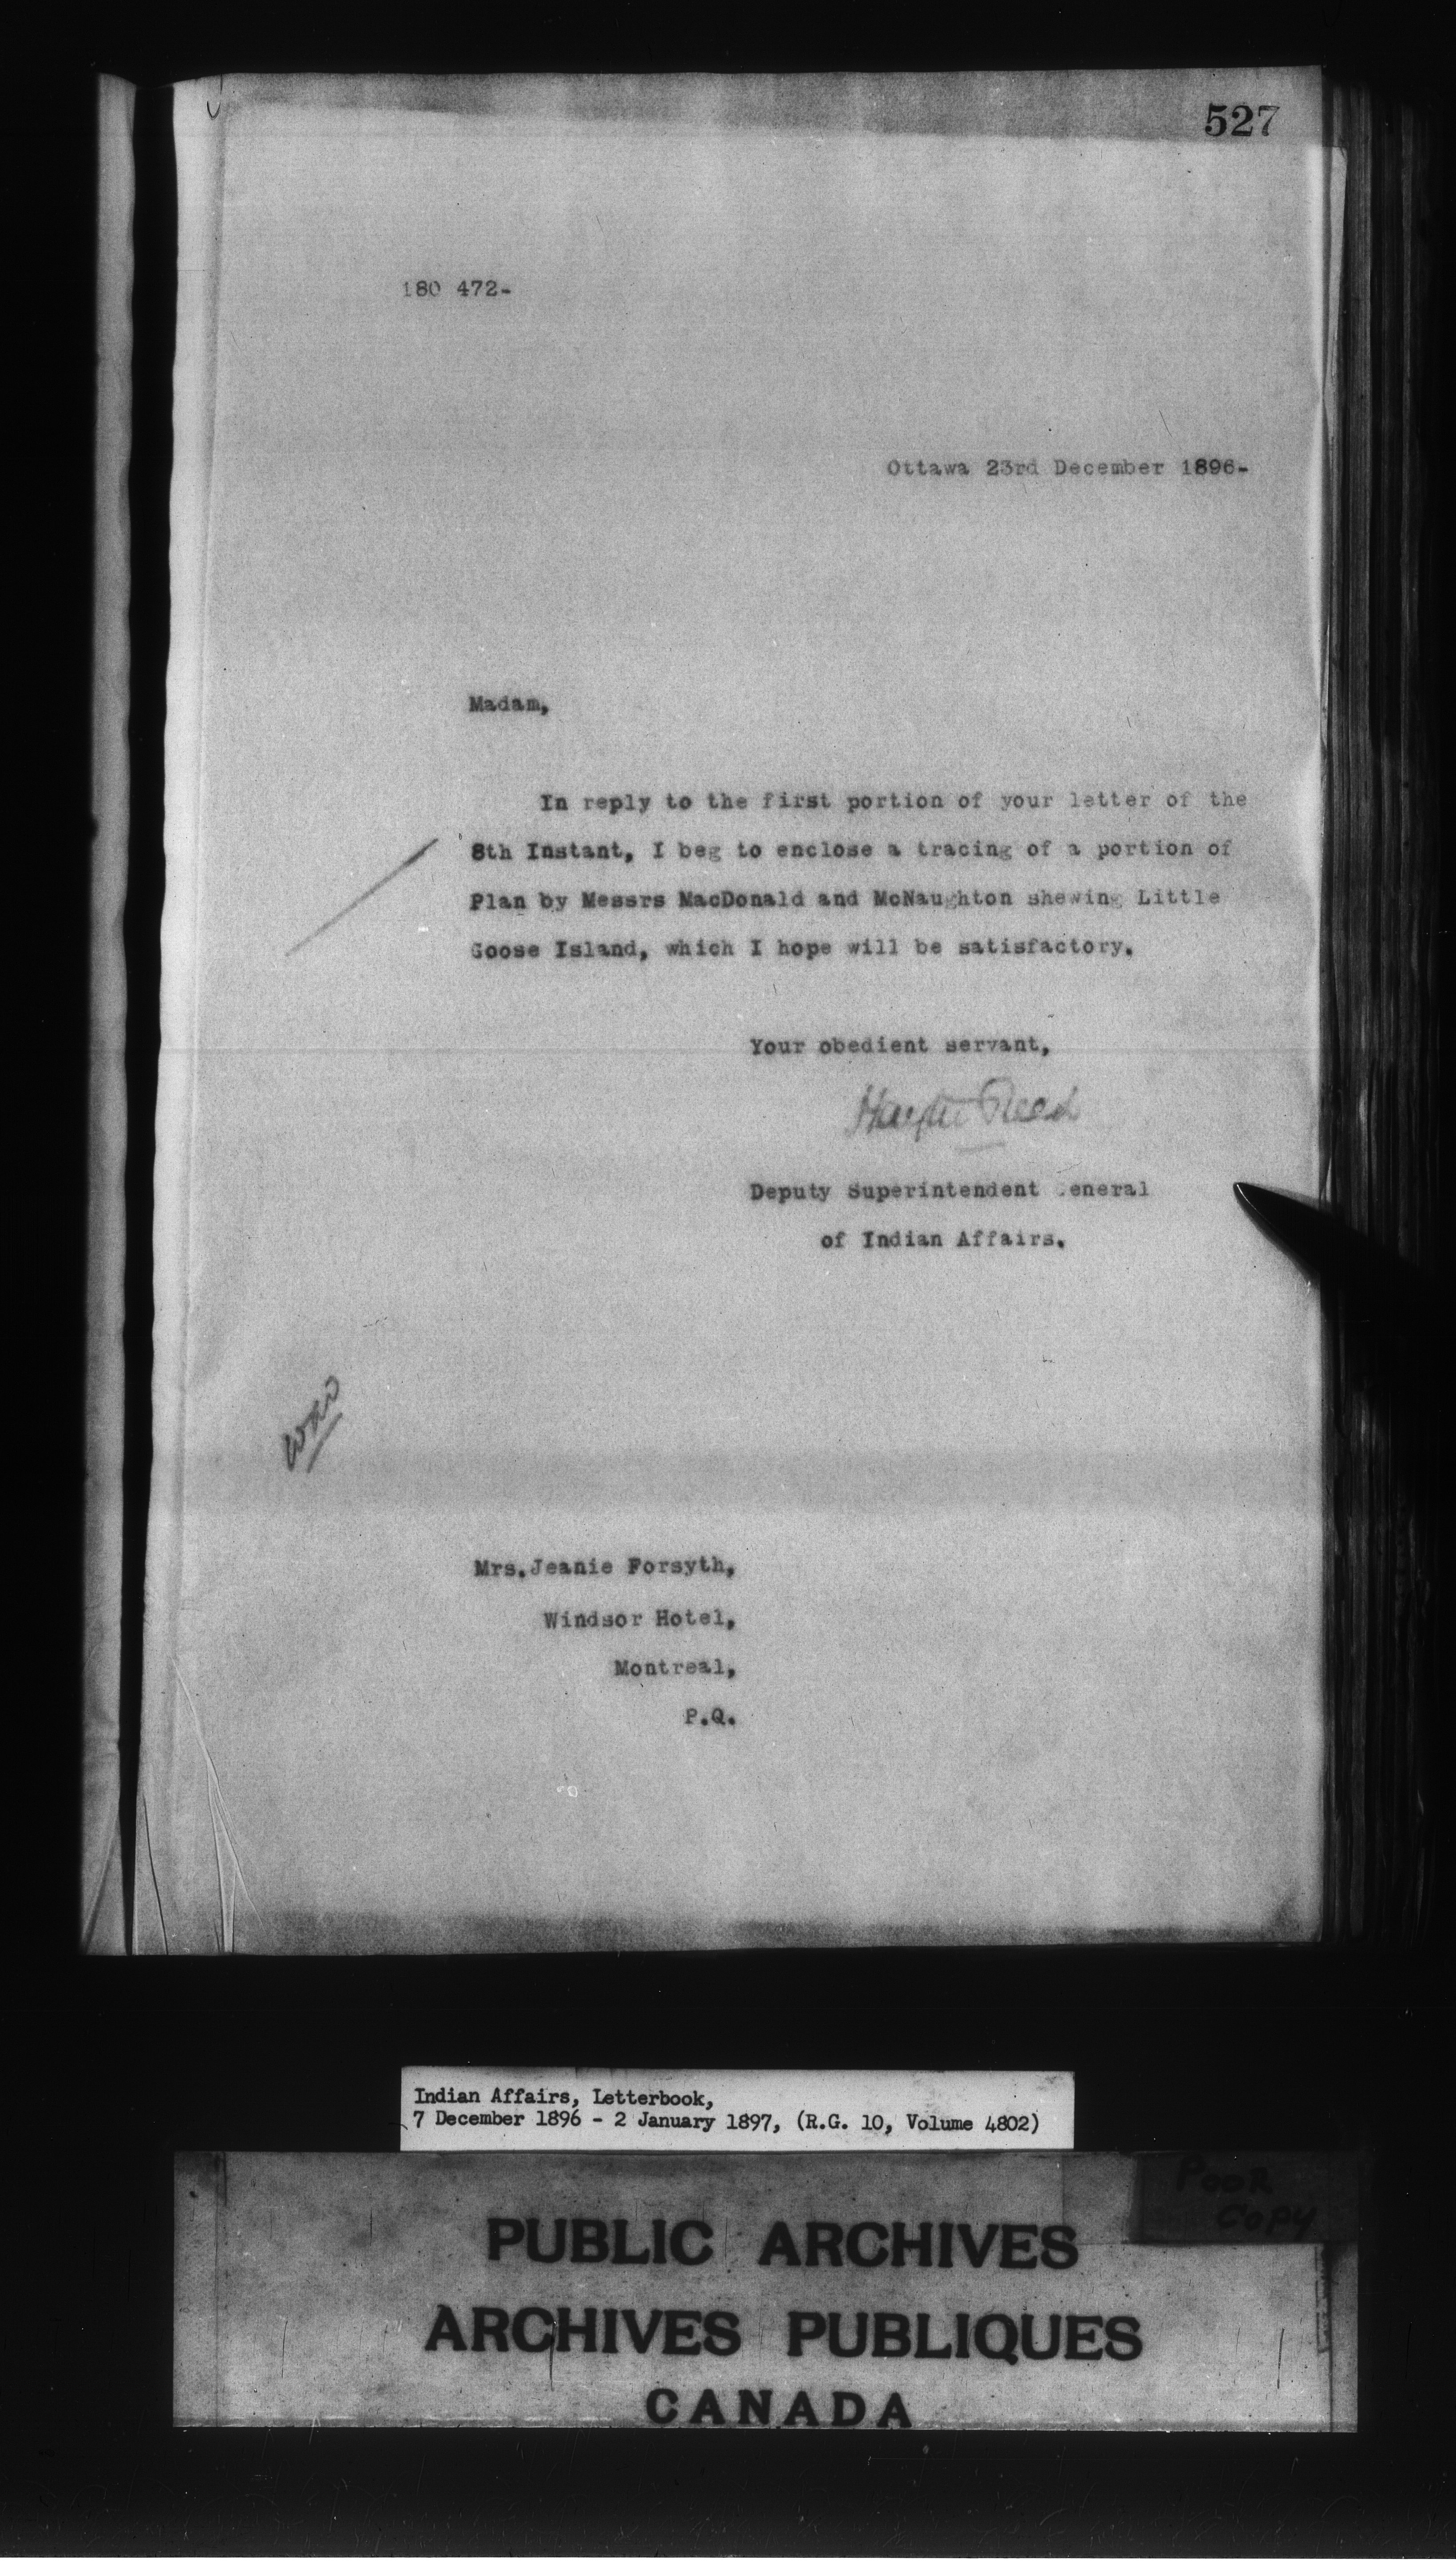 527
180 472-
Ottawa 23rd December 1896-
Madam,
In reply to the first portion of your letter of the
8th Instant, I beg to enclose a tracing of a portion of
Plan by Messrs MacDonald and McNaughton shewing Little
Goose Island, which I hope will be satisfactory.
Your obedient servant,
Hayter Reed
Deputy Superintendent General
of Indian Affairs.
Mrs.Jeanie Forsyth,
Windsor Hotel,
Montreal,
P.Q.
Indian Affairs, Letterbook,
7 December 1896 - 2 January 1897, (R.G. 10, Volume 4802)
POOR
COPY
PUBLIC ARCHIVES
ARCHIVES PUBLIQUES
CANADA